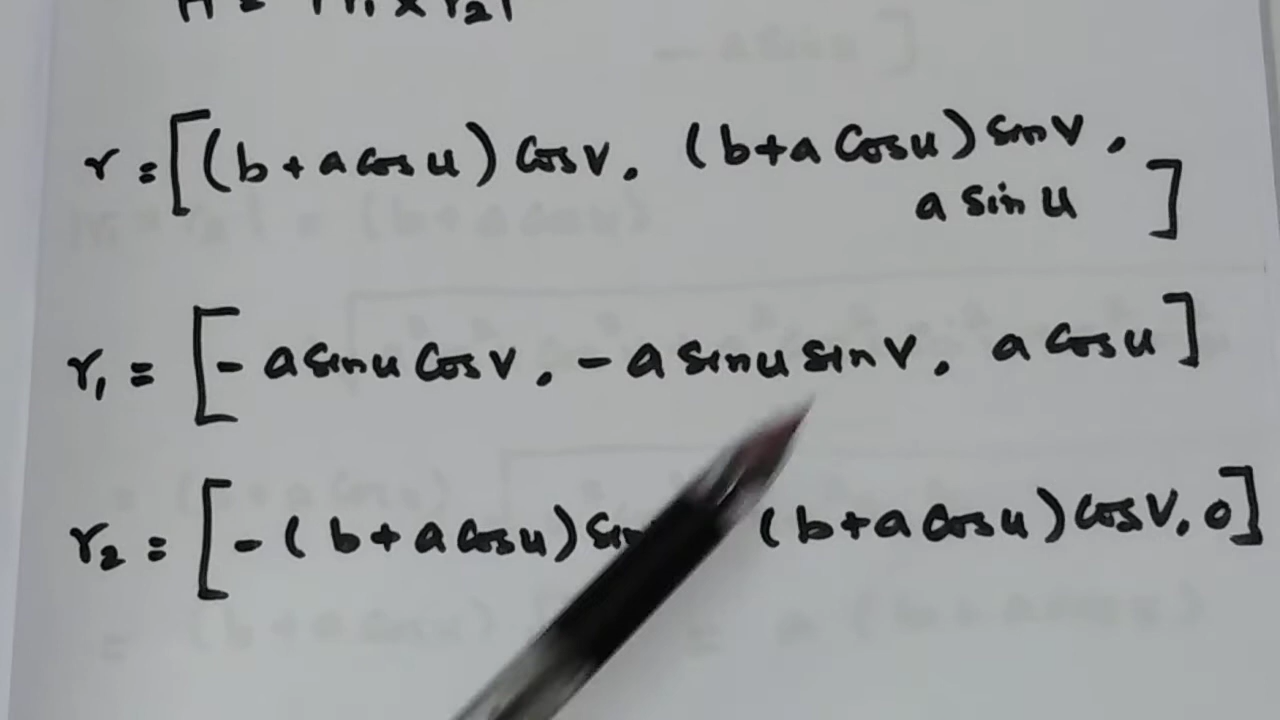 r = [(b + a cos u) cos v, (b + a cos u) sin v,
a sin u]
r₁ = [- a sin u cos v, - a sin u sin v, a cos u]
r₂ = [- (b + a cos u) (b + a cos u) cos v, 0]